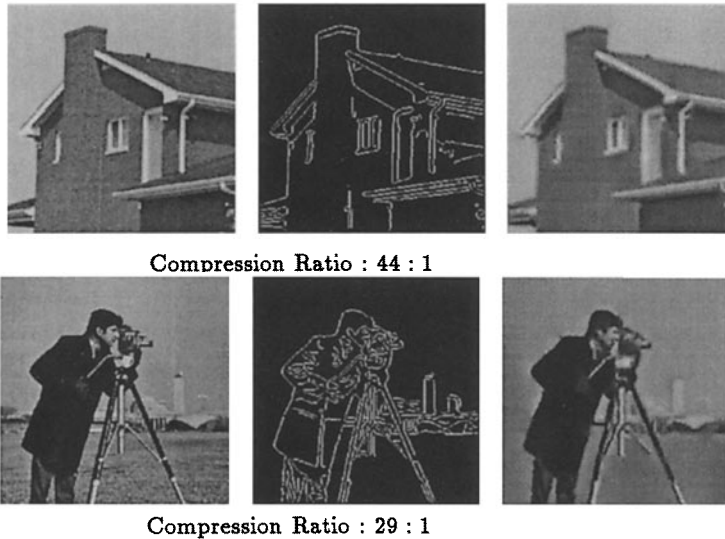 Compression Ratio : 44 : 1
Compression Ratio : 29 : 1